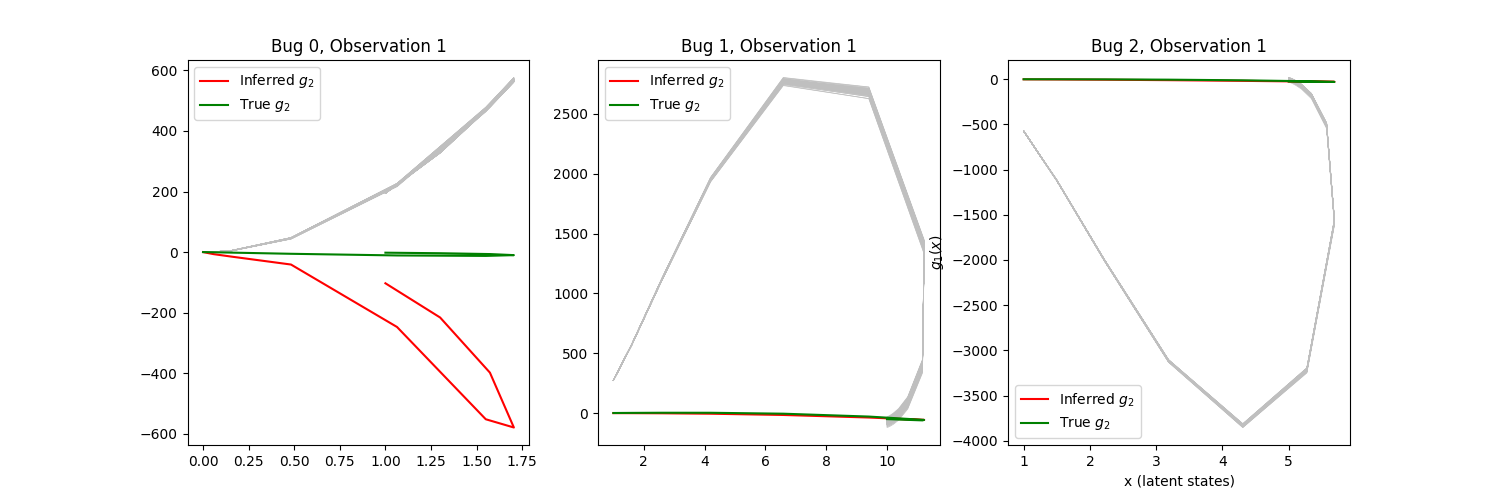 Bug 0, Observation 1
Inferred g₂
True g₂
600
400
200
0
−200
−400
−600
0.00 0.25 0.50 0.75 1.00 1.25 1.50 1.75
Bug 1, Observation 1
Inferred g₂
True g₂
2500
2000
1500
1000
500
0
2 4 6 8 10
Bug 2, Observation 1
g₁(x)
0
−500
−1000
−1500
−2000
−2500
−3000
−3500
−4000
Inferred g₂
True g₂
1 2 3 4 5
x (latent states)